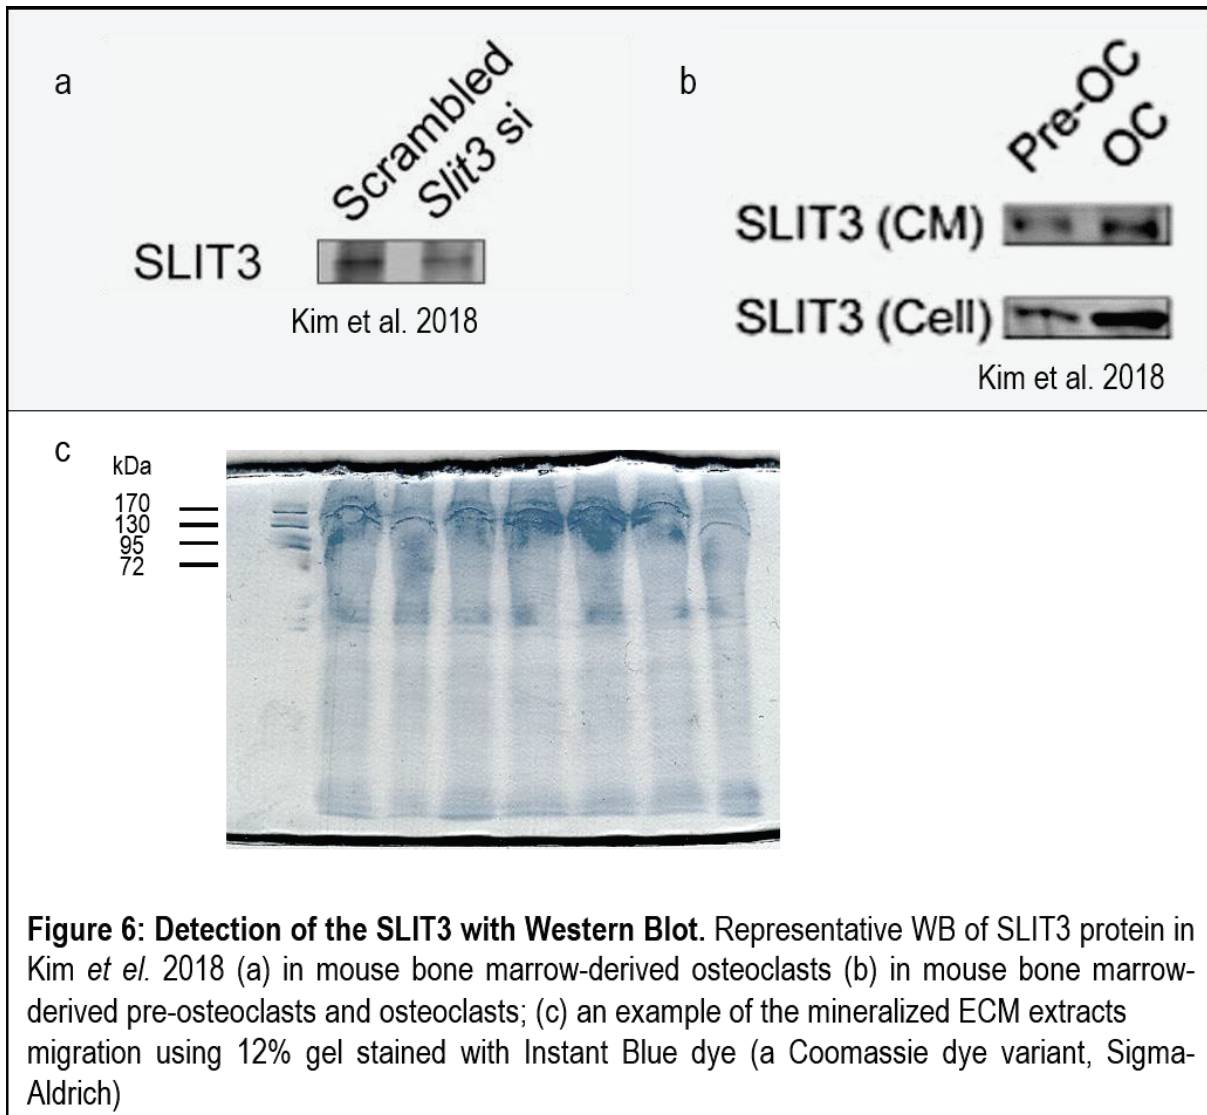 a
Scrambled
Slit3 si
SLIT3
Kim et al. 2018
b
Pre-OC
OC
SLIT3 (CM)
SLIT3 (Cell)
Kim et al. 2018
c
kDa
170
130
95
72
Figure 6: Detection of the SLIT3 with Western Blot. Representative WB of SLIT3 protein in
Kim et el. 2018 (a) in mouse bone marrow-derived osteoclasts (b) in mouse bone marrow-
derived pre-osteoclasts and osteoclasts; (c) an example of the mineralized ECM extracts
migration using 12% gel stained with Instant Blue dye (a Coomassie dye variant, Sigma-
Aldrich)